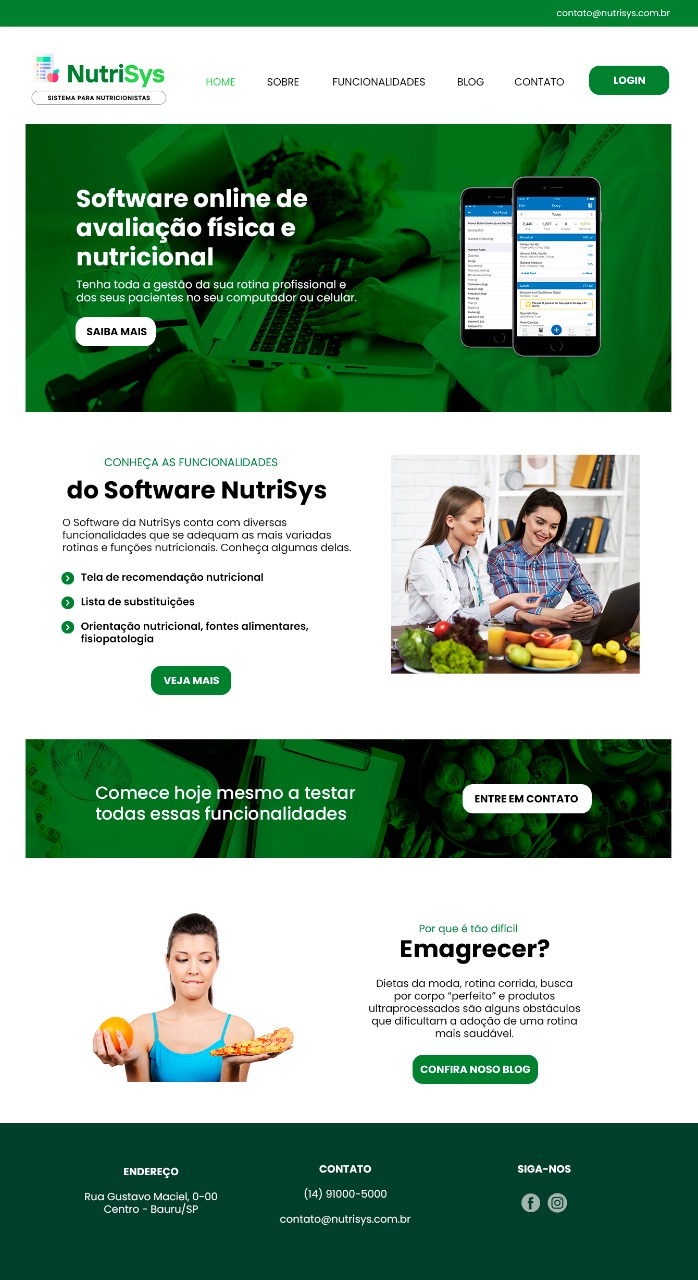 contato@nutrisys.com.br
NutriSys
SISTEMA PARA NUTRICIONISTAS
HOME SOBRE FUNCIONALIDADES BLOG CONTATO LOGIN
Software online de
avaliação física e
nutricional
Tenha toda a gestão da sua rotina profissional e
dos seus pacientes no seu computador ou celular.
SAIBA MAIS
Add Food
Diary
Today
CONHEÇA AS FUNCIONALIDADES
do Software NutriSys
O Software da NutriSys conta com diversas
funcionalidades que se adequam as mais variadas
rotinas e funções nutricionais. Conheça algumas delas.
Tela de recomendação nutricional
Lista de substituições
Orientação nutricional, fontes alimentares,
fisiopatologia
VEJA MAIS
Comece hoje mesmo a testar
todas essas funcionalidades
ENTRE EM CONTATO
Por que é tão difícil
Emagrecer?
Dietas da moda, rotina corrida, busca
por corpo “perfeito” e produtos
ultraprocessados são alguns obstáculos
que dificultam a adoção de uma rotina
mais saudável.
CONFIRA NOSO BLOG
ENDEREÇO
Rua Gustavo Maciel, 0-00
Centro - Bauru/SP
CONTATO
(14) 91000-5000
contato@nutrisys.com.br
SIGA-NOS